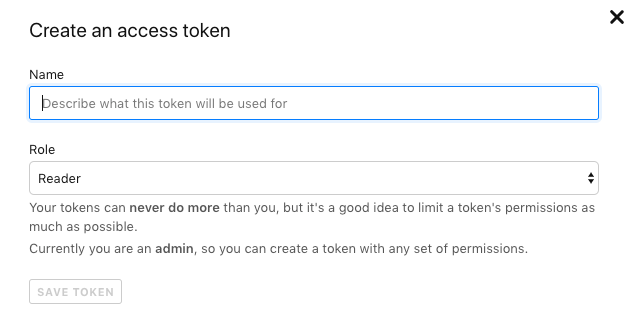 Create an access token
Name
Describe what this token will be used for
Role
Reader
Your tokens can never do more than you, but it's a good idea to limit a token's permissions as
much as possible.
Currently you are an admin, so you can create a token with any set of permissions.
SAVE TOKEN